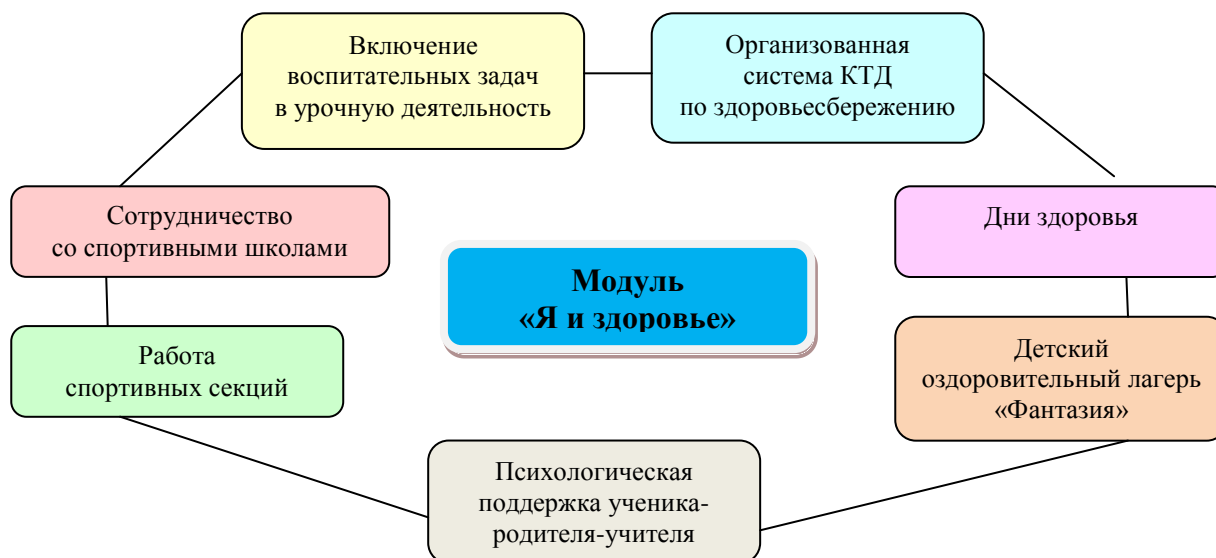 Включение
воспитательных задач
в урочную деятельность
Организованная
система КТД
по здоровьесбережению
Сотрудничество
со спортивными школами
Дни здоровья
Модуль
«Я и здоровье»
Работа
спортивных секций
Детский
оздоровительный лагерь
«Фантазия»
Психологическая
поддержка ученика-
родителя-учителя